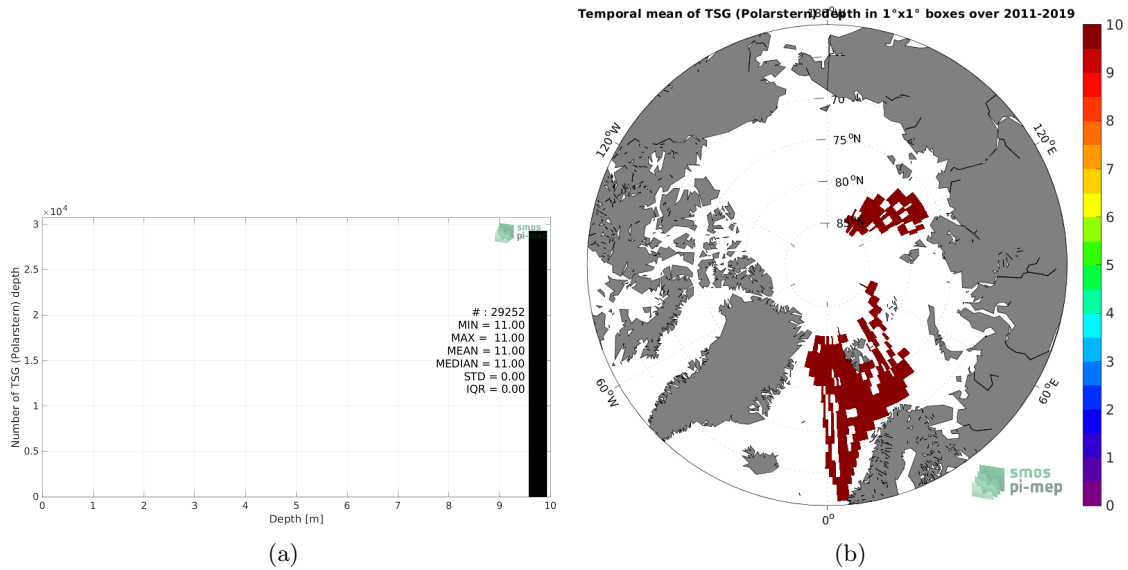 Temporal mean of TSG (Polarstern) depth in 1°x1° boxes over 2011-2019
180°W
×10⁴
3
2.5
2
1.5
1
0.5
0
Number of TSG (Polarstern) depth
smos
pi-mep
# : 29252
MIN = 11.00
MAX = 11.00
MEAN = 11.00
MEDIAN = 11.00
STD = 0.00
IQR = 0.00
0 1 2 3 4 5 6 7 8 9 10
Depth [m]
(a)
120°W
120°E
60°W
60°E
0°
70
75°N
80°N
85°N
smos
pi-mep
10
9
8
7
6
5
4
3
2
1
0
(b)